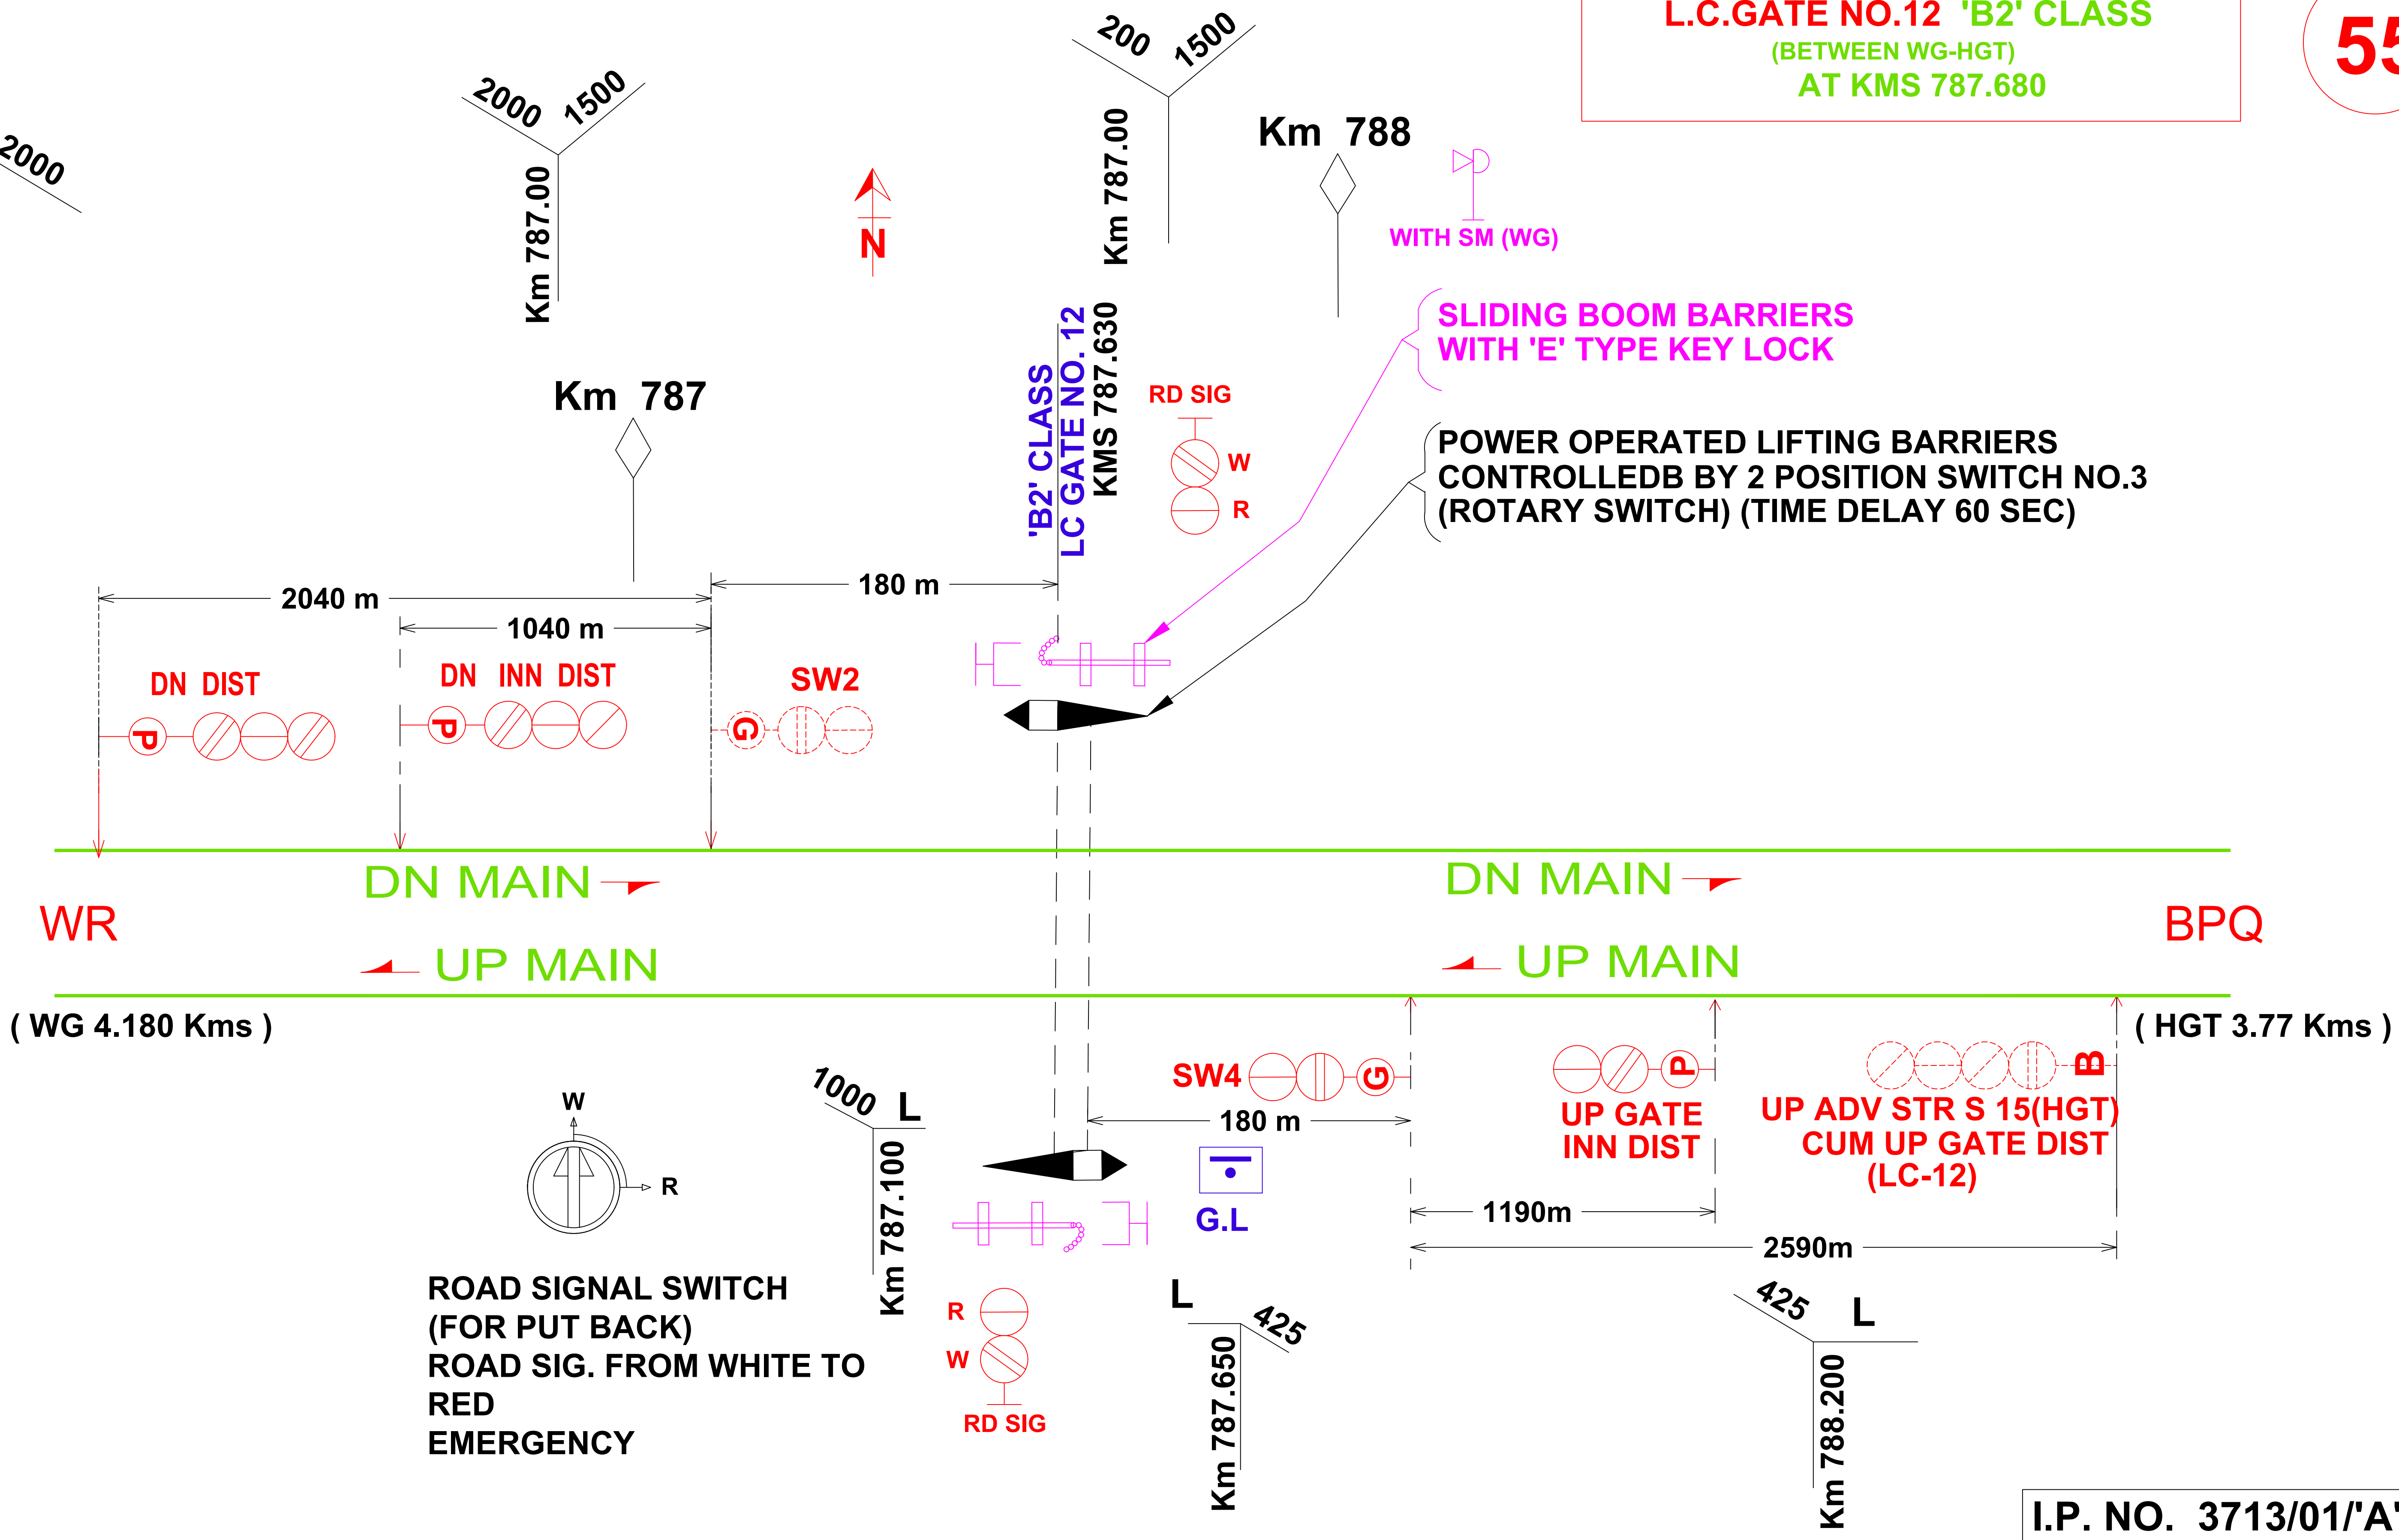 L.C.GATE NO.12 'B2' CLASS
(BETWEEN WG-HGT)
AT KMS 787.680
55
200 1500
Km 787.00
2000 1500
Km 787.00
2000
Km 788
WITH SM (WG)
N
SLIDING BOOM BARRIERS
WITH 'E' TYPE KEY LOCK
'B2' CLASS
LC GATE NO. 12
KMS 787.630
Km 787
RD SIG
W
R
POWER OPERATED LIFTING BARRIERS
CONTROLLEDB BY 2 POSITION SWITCH NO.3
(ROTARY SWITCH) (TIME DELAY 60 SEC)
2040 m
180 m
1040 m
DN DIST
P
DN INN DIST
P
SW2
G
DN MAIN
DN MAIN
WR
BPQ
UP MAIN
UP MAIN
( WG 4.180 Kms )
( HGT 3.77 Kms )
SW4
G
P
B
UP GATE
INN DIST
UP ADV STR S 15(HGT)
CUM UP GATE DIST
(LC-12)
180 m
1190m
2590m
W
R
1000 L
Km 787.100
G.L
ROAD SIGNAL SWITCH
(FOR PUT BACK)
ROAD SIG. FROM WHITE TO
RED
EMERGENCY
R
W
RD SIG
L 425
Km 787.650
425 L
Km 788.200
I.P. NO. 3713/01/'A'